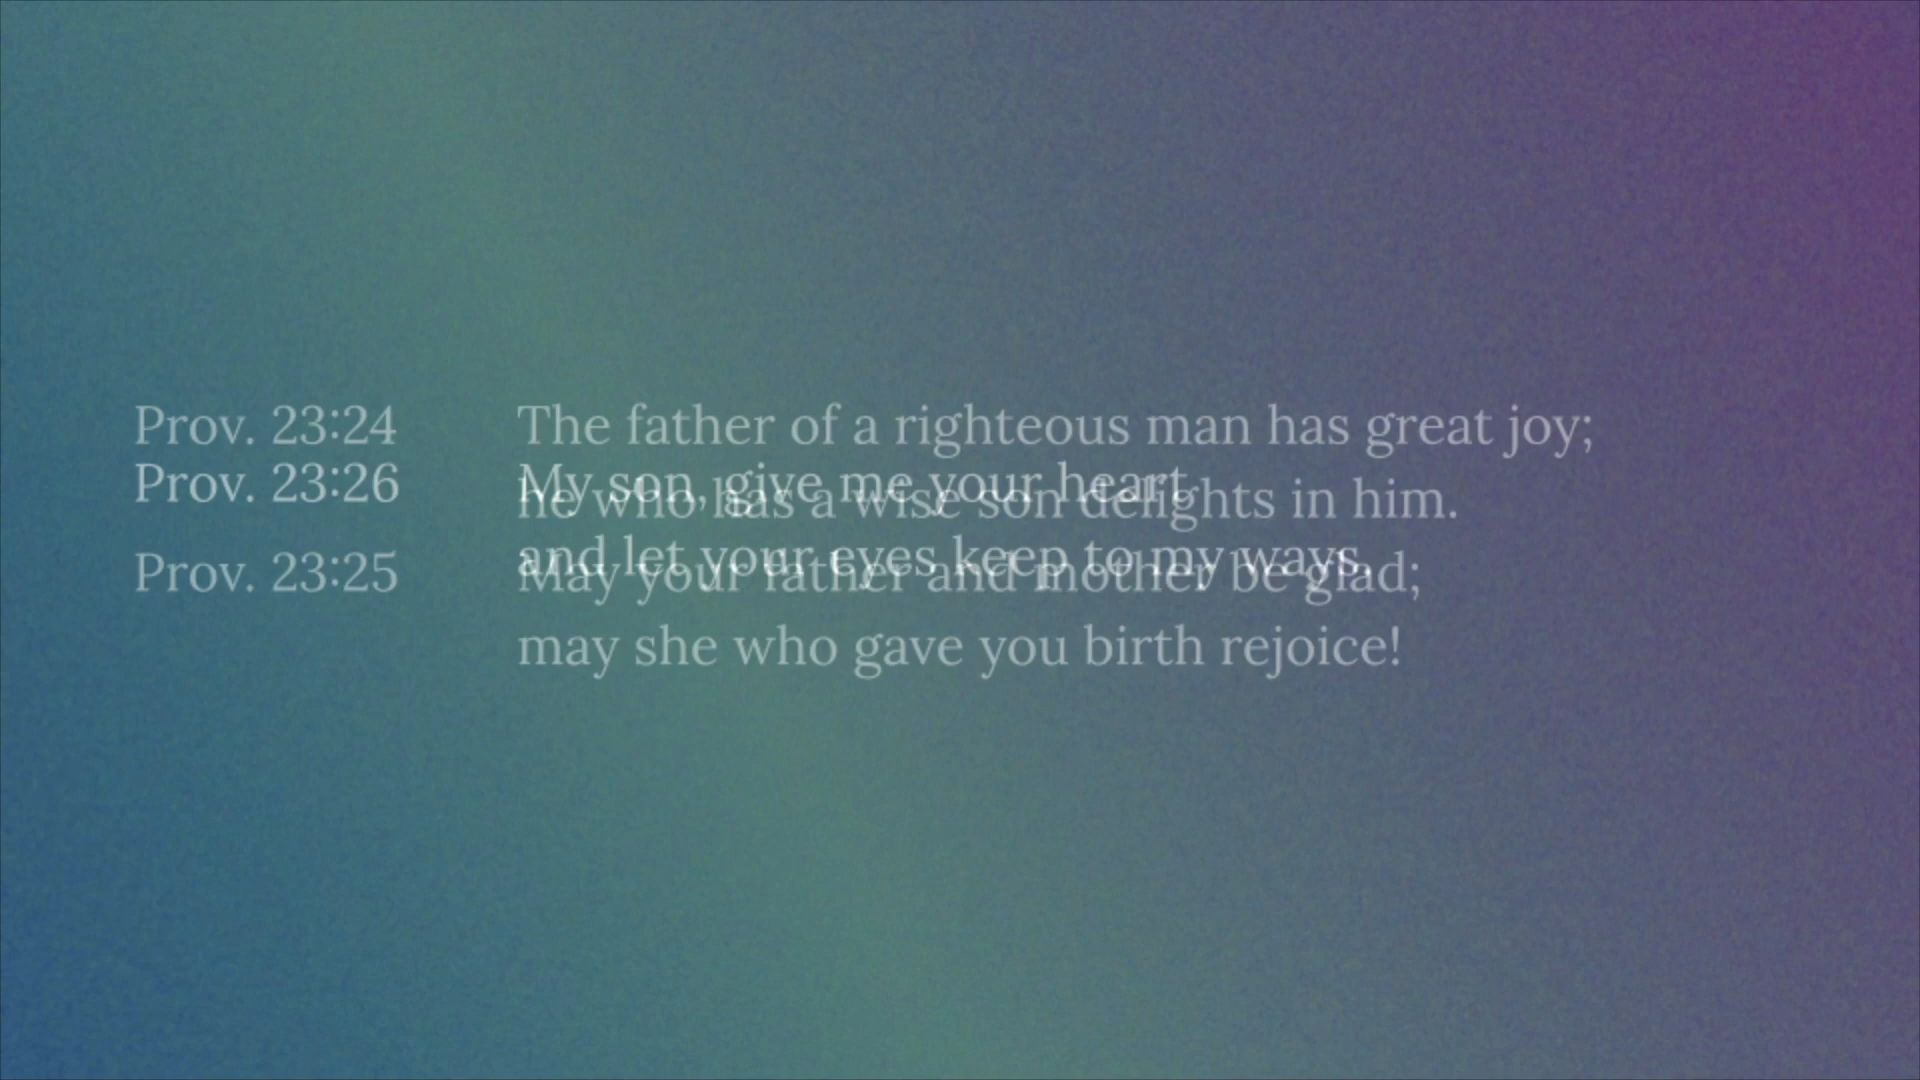 Prov. 23:24 The father of a righteous man has great joy;
he who has a wise son delights in him.
Prov. 23:25 May your father and mother be glad;
may she who gave you birth rejoice!
Prov. 23:26 My son, give me your heart
and let your eyes keep to my ways,